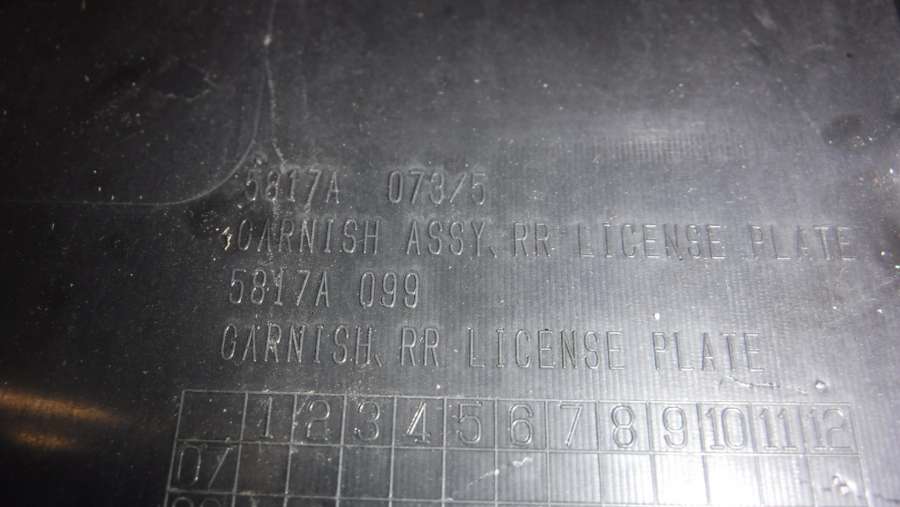 5817A 073/5
GARNISH ASSY, RR LICENSE PLATE
5817A 099
GARNISH, RR LICENSE PLATE
1 2 3 4 5 6 7 8 9 10 11 12
07